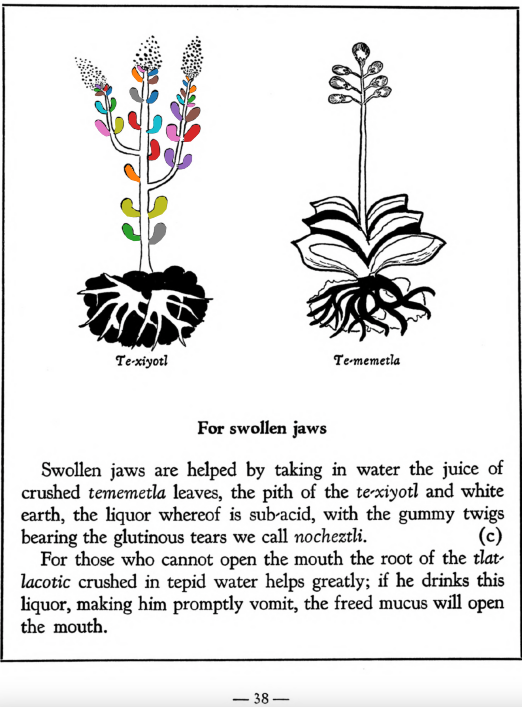 Te-xiyotl
Te-memetla
For swollen jaws
Swollen jaws are helped by taking in water the juice of
crushed tememetla leaves, the pith of the te-xiyotl and white
earth, the liquor whereof is sub-acid, with the gummy twigs
bearing the glutinous tears we call nocheztli. (c)
For those who cannot open the mouth the root of the tlat-
lacotic crushed in tepid water helps greatly; if he drinks this
liquor, making him promptly vomit, the freed mucus will open
the mouth.
— 38 —